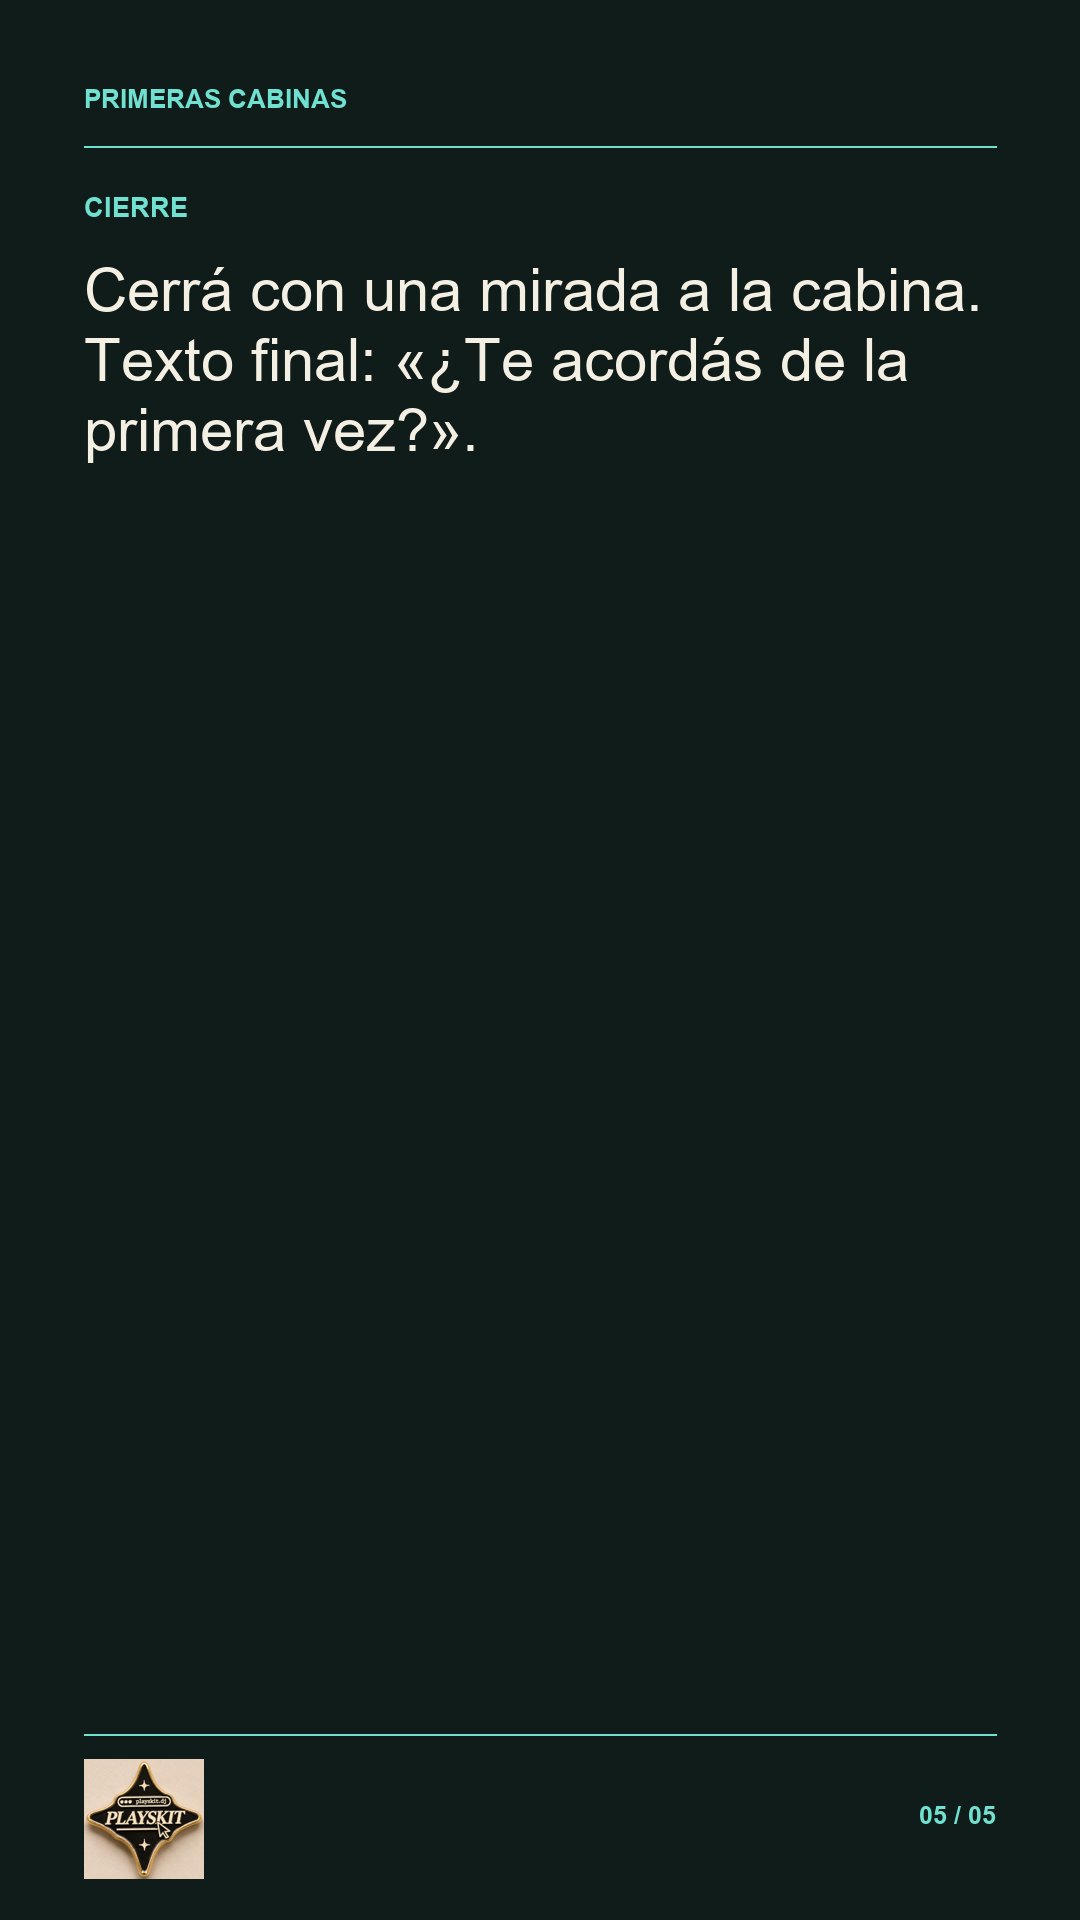 PRIMERAS CABINAS
CIERRE
Cerrá con una mirada a la cabina.
Texto final: «¿Te acordás de la
primera vez?».
playskit.dj
PLAYSKIT
05 / 05